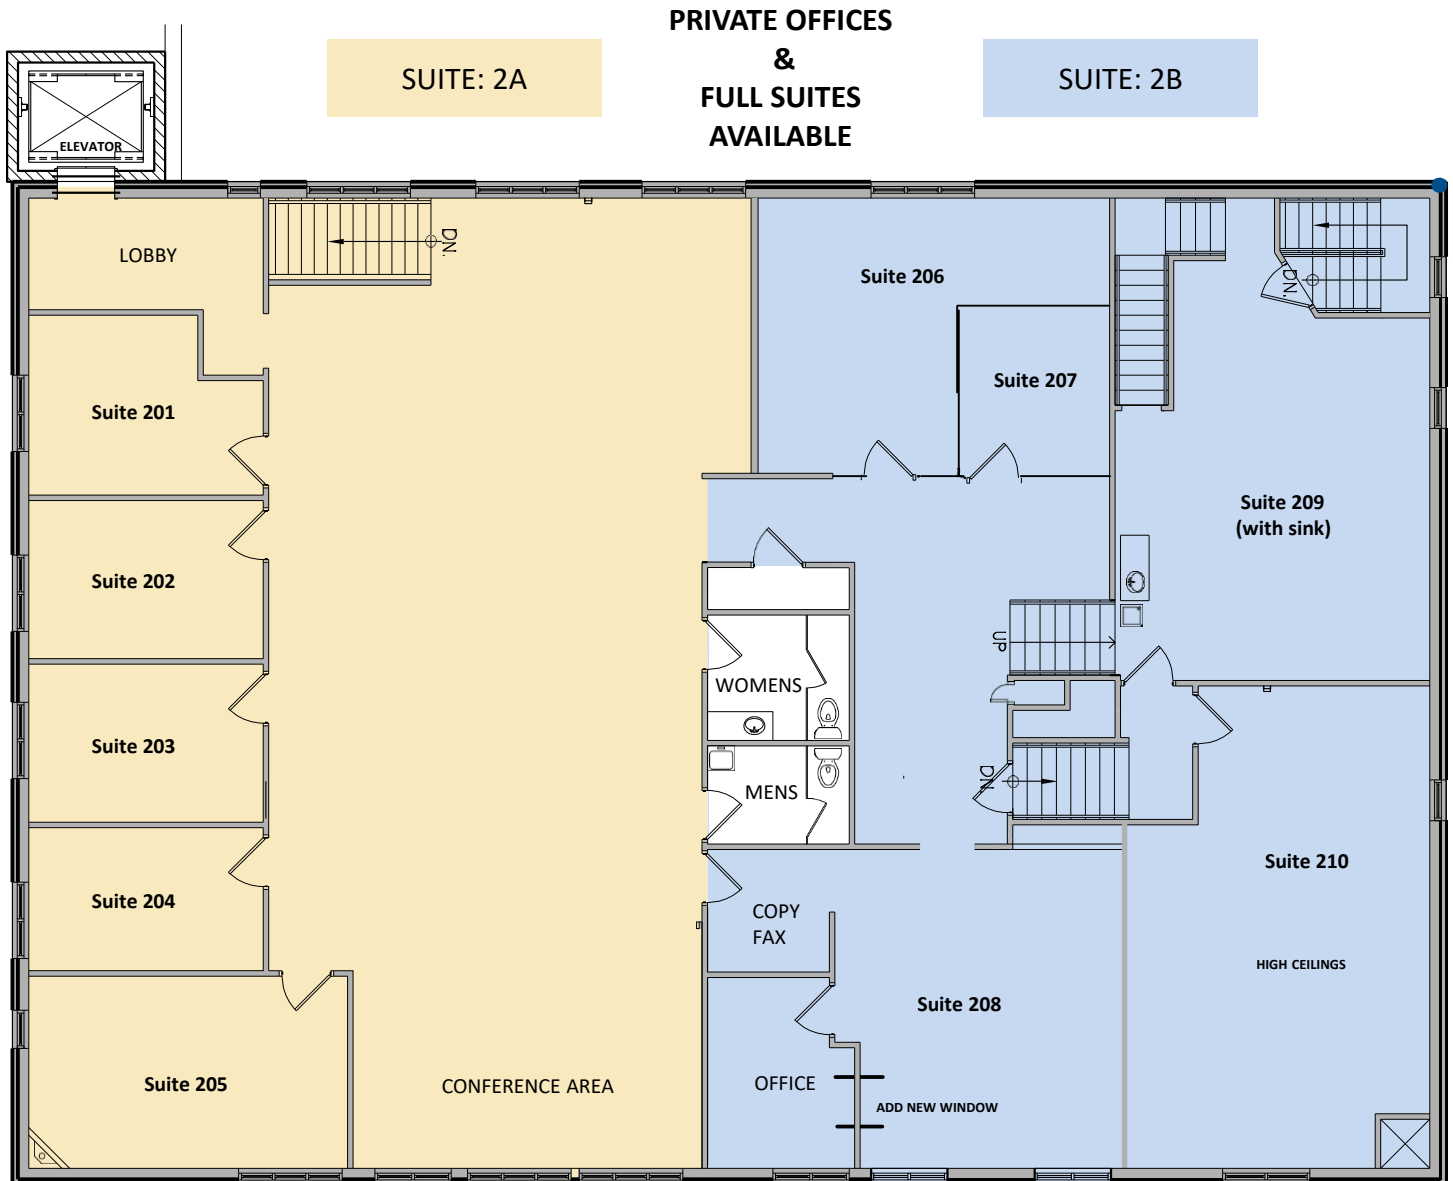 PRIVATE OFFICES
&
FULL SUITES
AVAILABLE
SUITE: 2A
SUITE: 2B
ELEVATOR
LOBBY
DN.
Suite 206
DN.
Suite 207
Suite 201
Suite 209
(with sink)
Suite 202
UP
WOMENS
Suite 203
DN
MENS
Suite 210
Suite 204
COPY
FAX
HIGH CEILINGS
Suite 208
Suite 205
CONFERENCE AREA
OFFICE
ADD NEW WINDOW